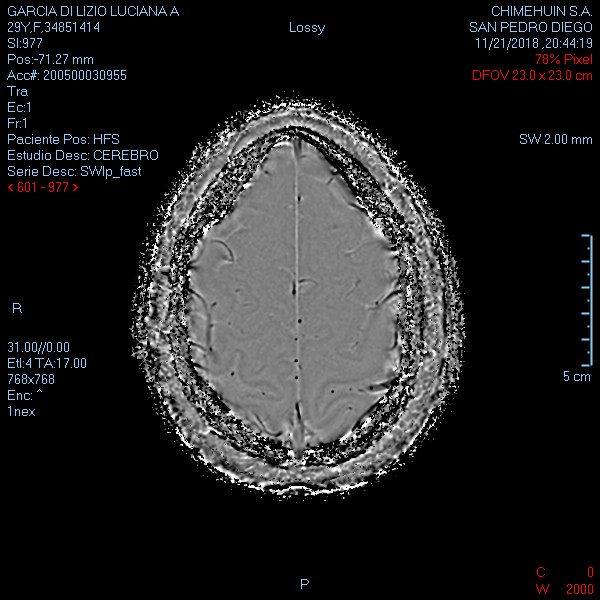 GARCIA DI LIZIO LUCIANA A
29Y,F,34851414
SI:977
Pos:-71.27 mm
Acc#: 200500030955
Tra
Ec:1
Fr:1
Paciente Pos: HFS
Estudio Desc: CEREBRO
Serie Desc: SWIp_fast
< 601 - 977 >
Lossy
CHIMEHUIN S.A.
SAN PEDRO DIEGO
11/21/2018 ,20:44:19
78% Pixel
DFOV 23.0 x 23.0 cm
SW 2.00 mm
R
31.00//0.00
Etl:4 TA:17.00
768x768
Enc: ^
1nex
5 cm
P
C 0
W 2000